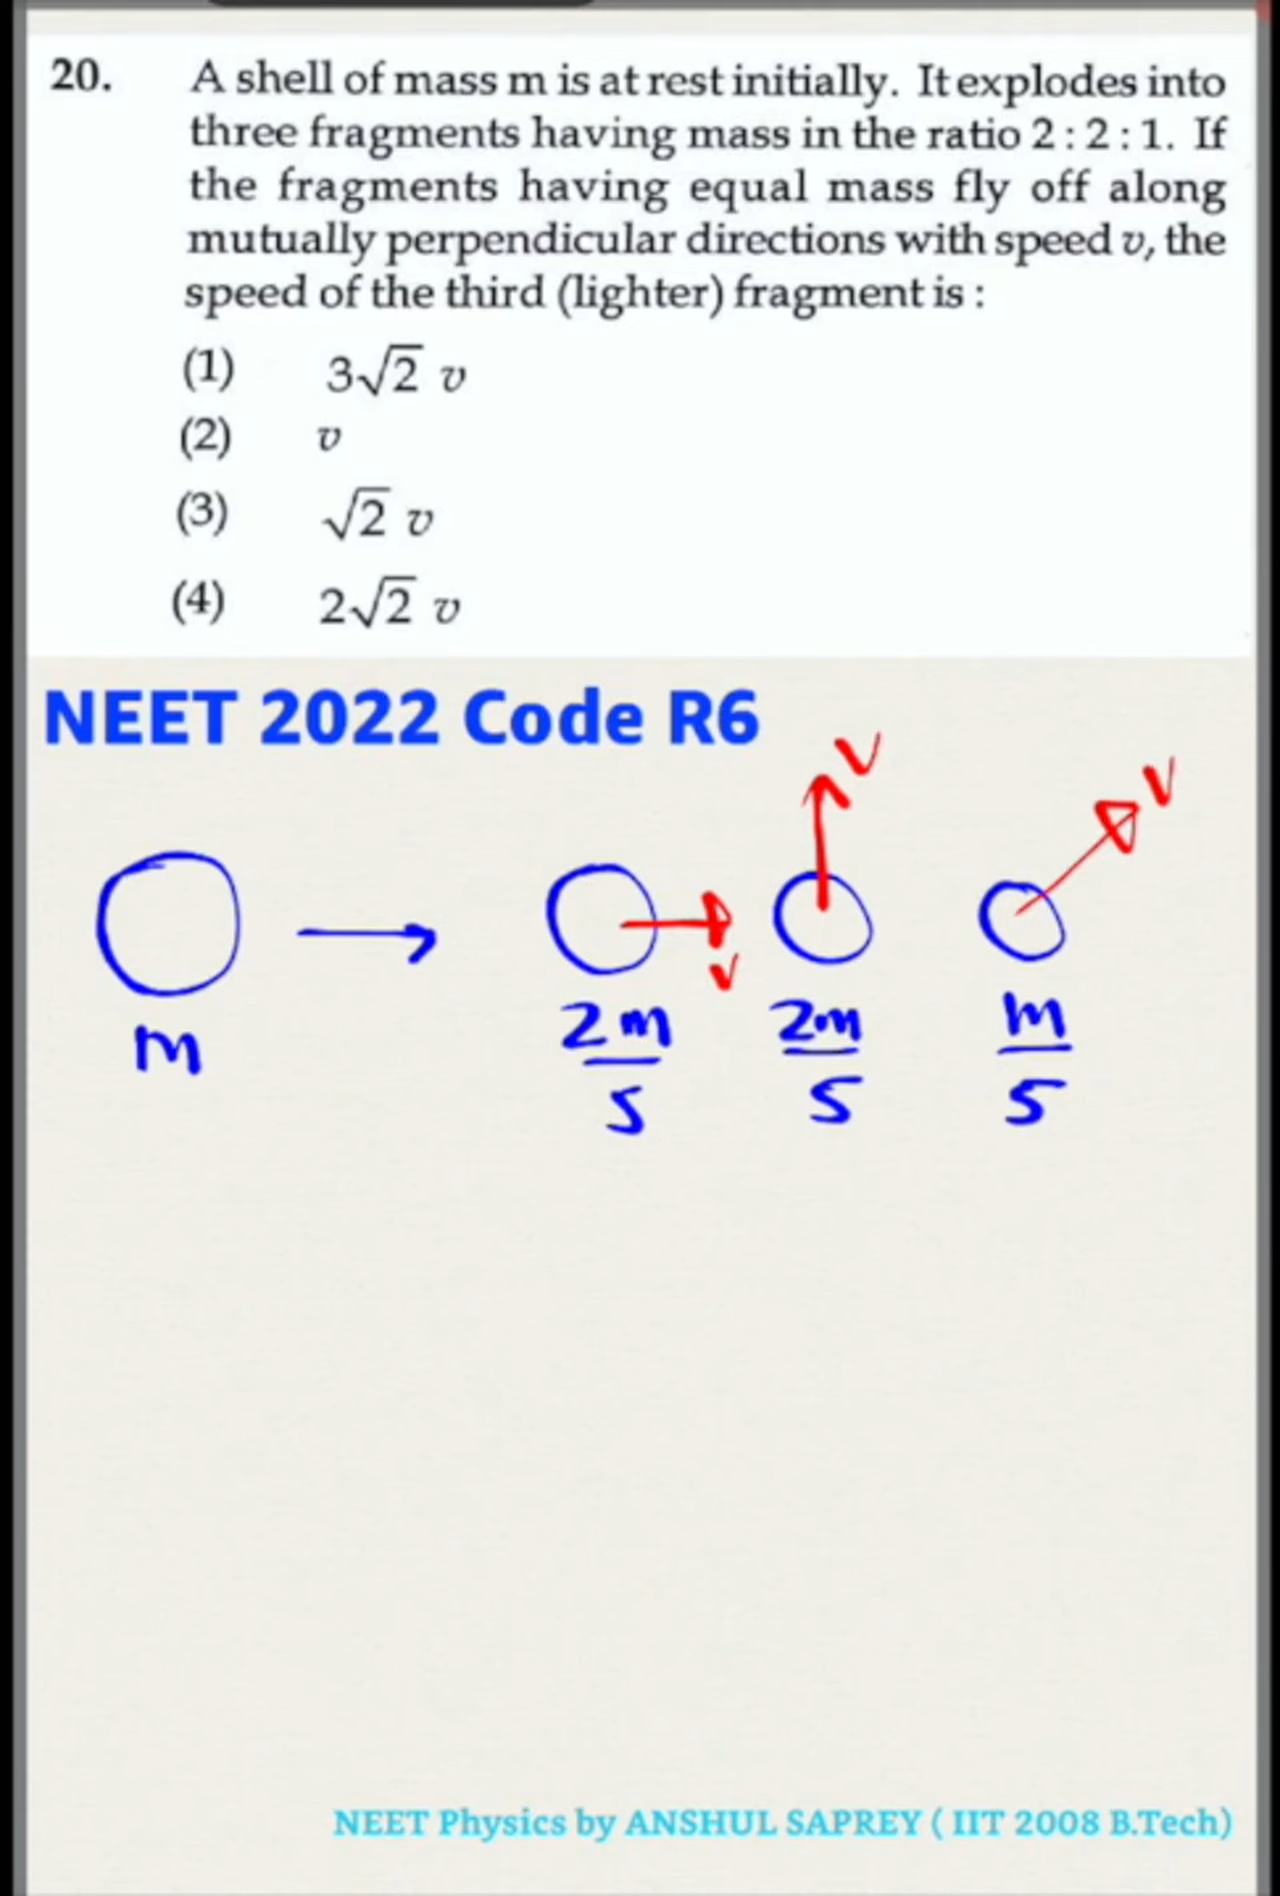 20. A shell of mass m is at rest initially. It explodes into
three fragments having mass in the ratio 2 : 2 : 1. If
the fragments having equal mass fly off along
mutually perpendicular directions with speed v, the
speed of the third (lighter) fragment is :
(1) 3√2 v
(2) v
(3) √2 v
(4) 2√2 v
NEET 2022 Code R6
v v
v
m 2m/5 2m/5 m/5
NEET Physics by ANSHUL SAPREY ( IIT 2008 B.Tech)